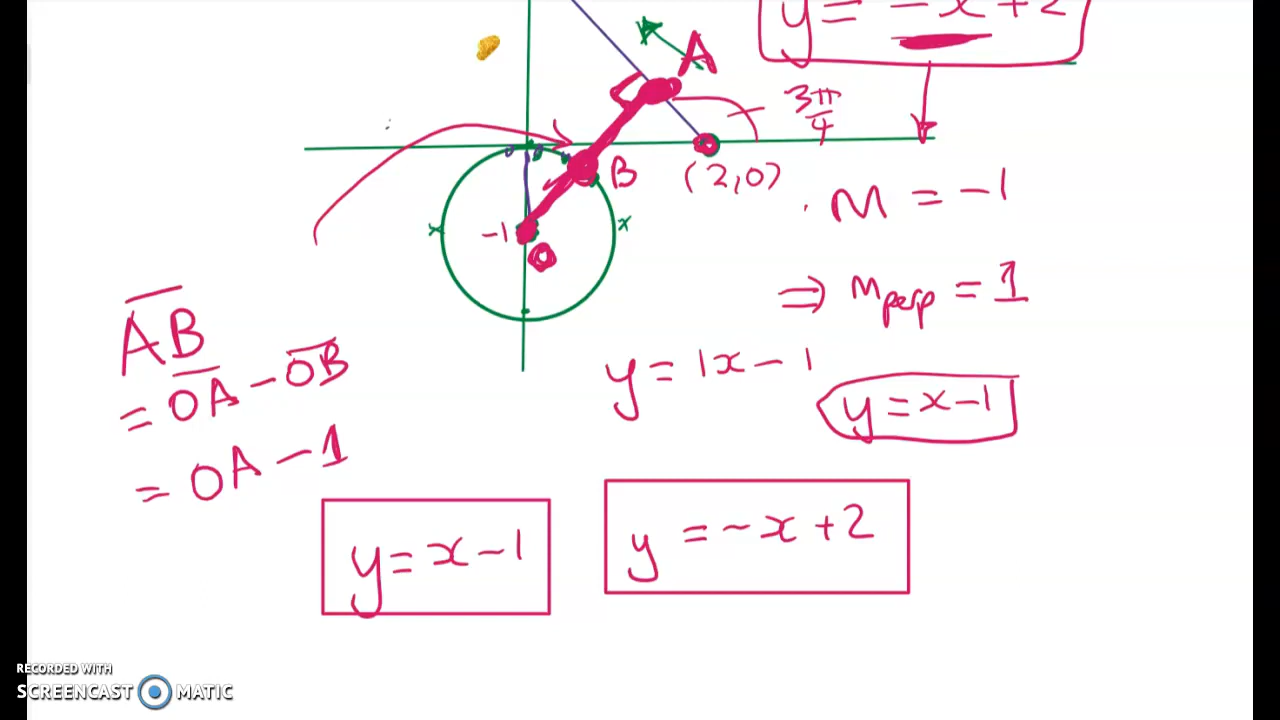 y = -x + 2
A
3π/4
B
(2,0)
m = -1
-1
O
x
x
⇒ m perp = 1
AB
= OA - OB
y = 1x - 1
y = x - 1
= OA - 1
y = x - 1
y = -x + 2
RECORDED WITH
SCREENCAST MATIC